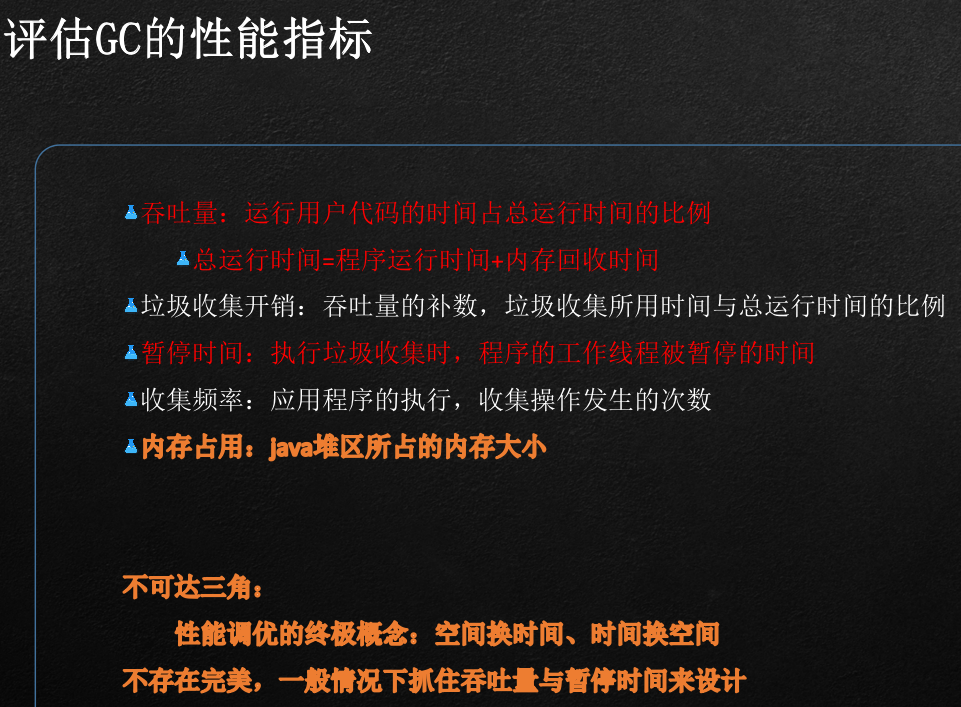 评估GC的性能指标
吞吐量：运行用户代码的时间占总运行时间的比例
总运行时间=程序运行时间+内存回收时间
垃圾收集开销：吞吐量的补数，垃圾收集所用时间与总运行时间的比例
暂停时间：执行垃圾收集时，程序的工作线程被暂停的时间
收集频率：应用程序的执行，收集操作发生的次数
内存占用：java堆区所占的内存大小
不可达三角：
性能调优的终极概念：空间换时间、时间换空间
不存在完美，一般情况下抓住吞吐量与暂停时间来设计